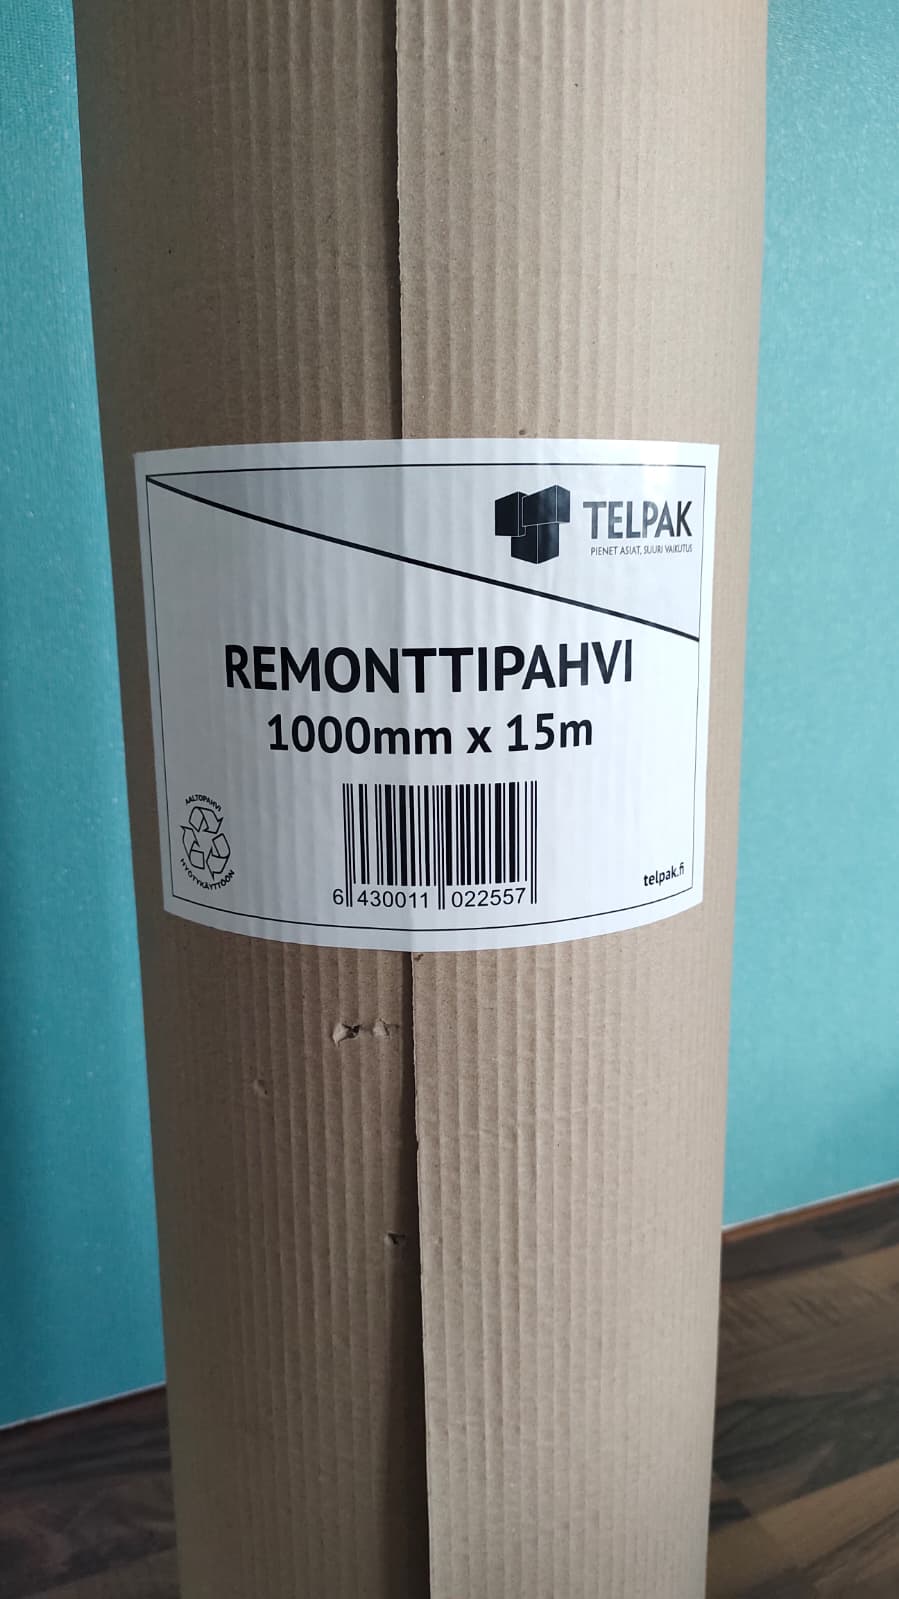 TELPAK
PIENET ASIAT, SUURI VAIKUTUS
REMONTTIPAHVI
1000mm x 15m
AALTOPAHVI
HYÖTYKÄYTTÖÖN
6 430011 022557
telpak.fi